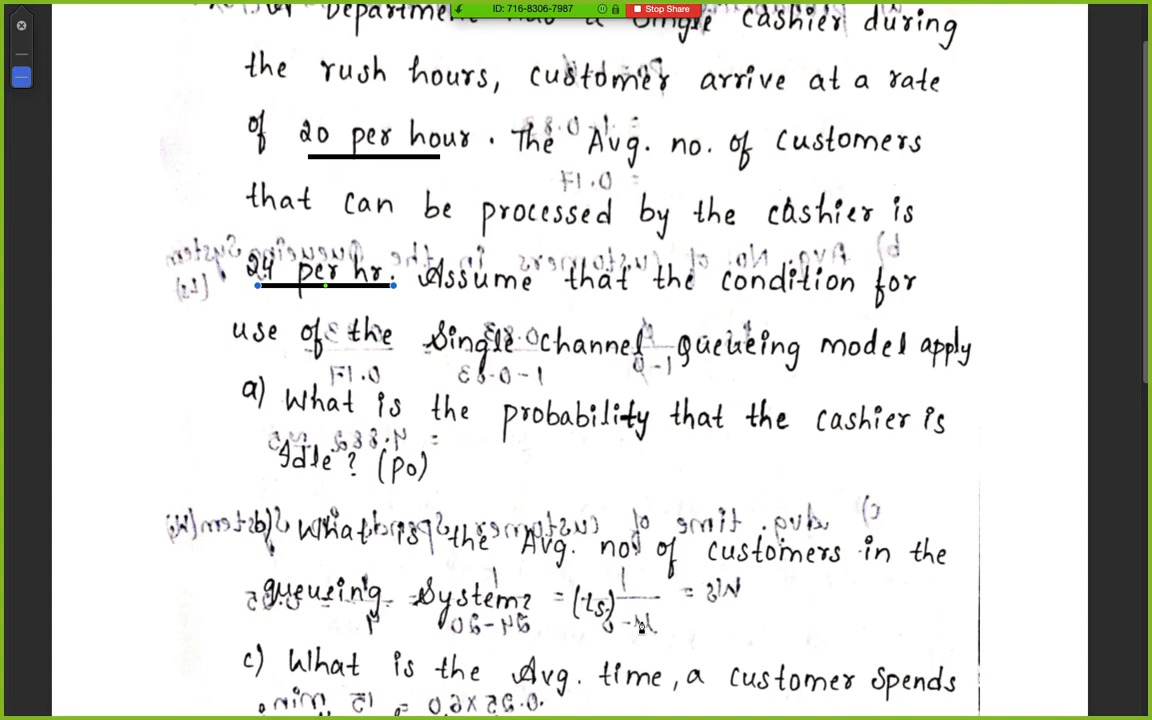 ID: 716-8306-7987 Stop Share
Department has a Single cashier during
the rush hours, customer arrive at a rate
of 20 per hour. The Avg. no. of customers
that can be processed by the cashier is
24 per hr. Assume that the condition for
use of the Single channel queueing model apply
a) What is the probability that the cashier is
Idle? (Po)
b) What is the Avg. no of customers in the
queueing System? (Ls)
c) What is the Avg. time, a customer spends